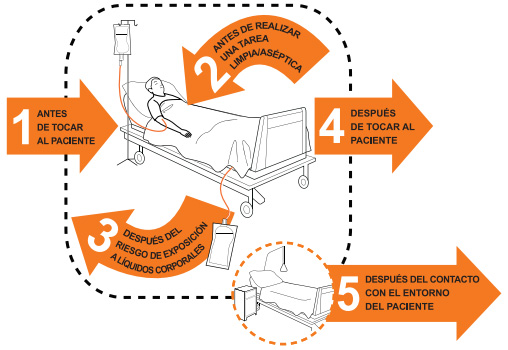 1
ANTES
DE TOCAR
AL PACIENTE
2
ANTES DE REALIZAR
UNA TAREA
LIMPIA/ASÉPTICA
3
DESPUÉS DEL
RIESGO DE EXPOSICIÓN
A LÍQUIDOS CORPORALES
4
DESPUÉS
DE TOCAR AL
PACIENTE
5
DESPUÉS DEL CONTACTO
CON EL ENTORNO
DEL PACIENTE